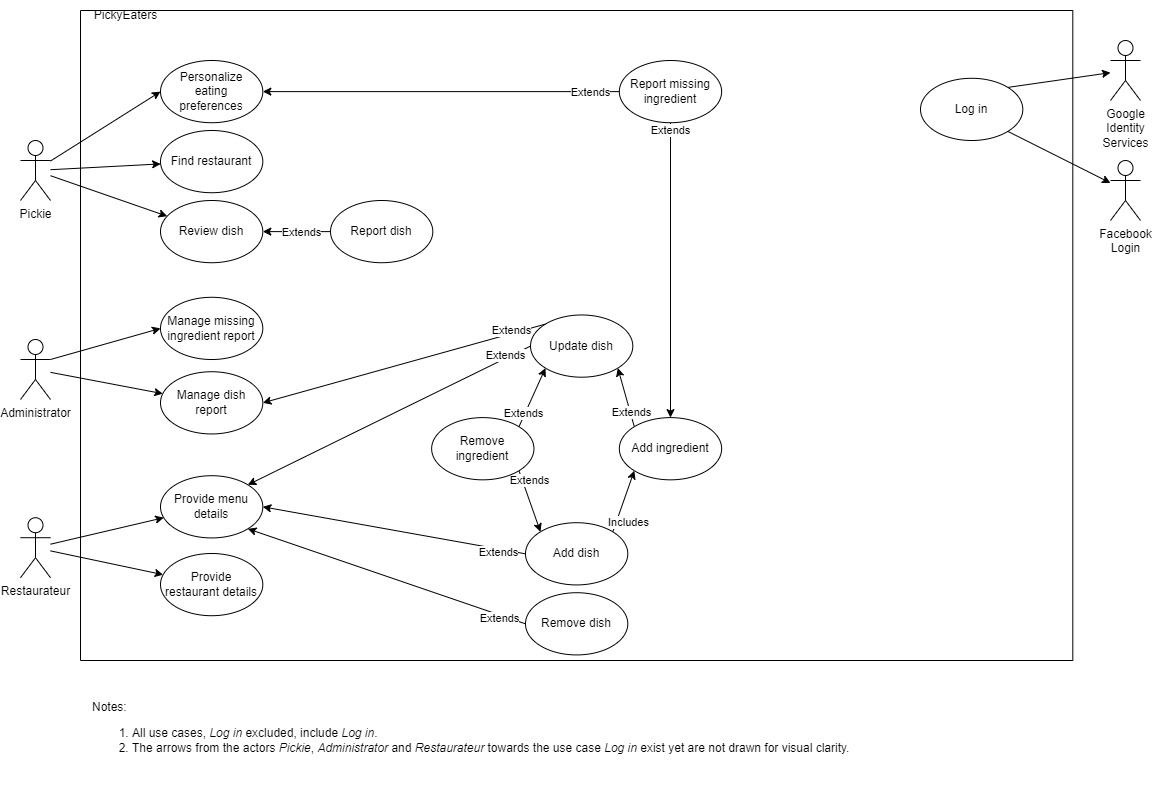 PickyEaters
Personalize
eating
preferences
Extends
Report missing
ingredient
Extends
Log in
Google
Identity
Services
Find restaurant
Pickie
Review dish
Extends
Report dish
Facebook
Login
Manage missing
ingredient report
Extends
Update dish
Extends
Administrator
Manage dish
report
Extends
Extends
Remove
ingredient
Add ingredient
Extends
Provide menu
details
Includes
Extends
Add dish
Restaurateur
Provide
restaurant details
Extends
Remove dish
Notes:
1. All use cases, Log in excluded, include Log in.
2. The arrows from the actors Pickie, Administrator and Restaurateur towards the use case Log in exist yet are not drawn for visual clarity.